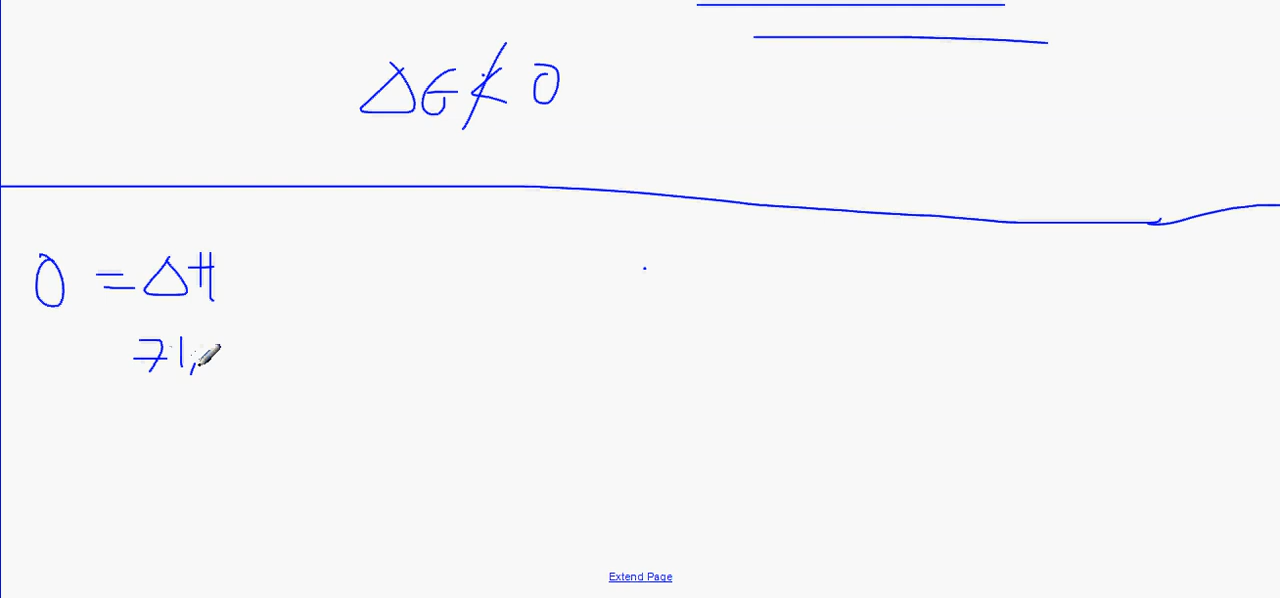 ΔG ≮ 0
0 = ΔH
71,
Extend Page